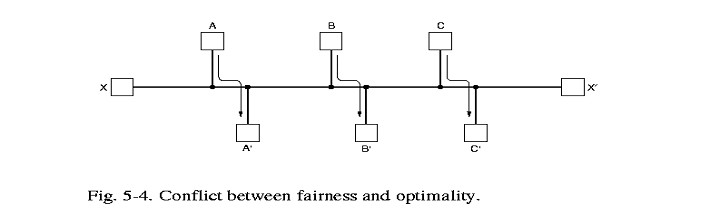 A B C
X X'
A' B' C'
Fig. 5-4. Conflict between fairness and optimality.